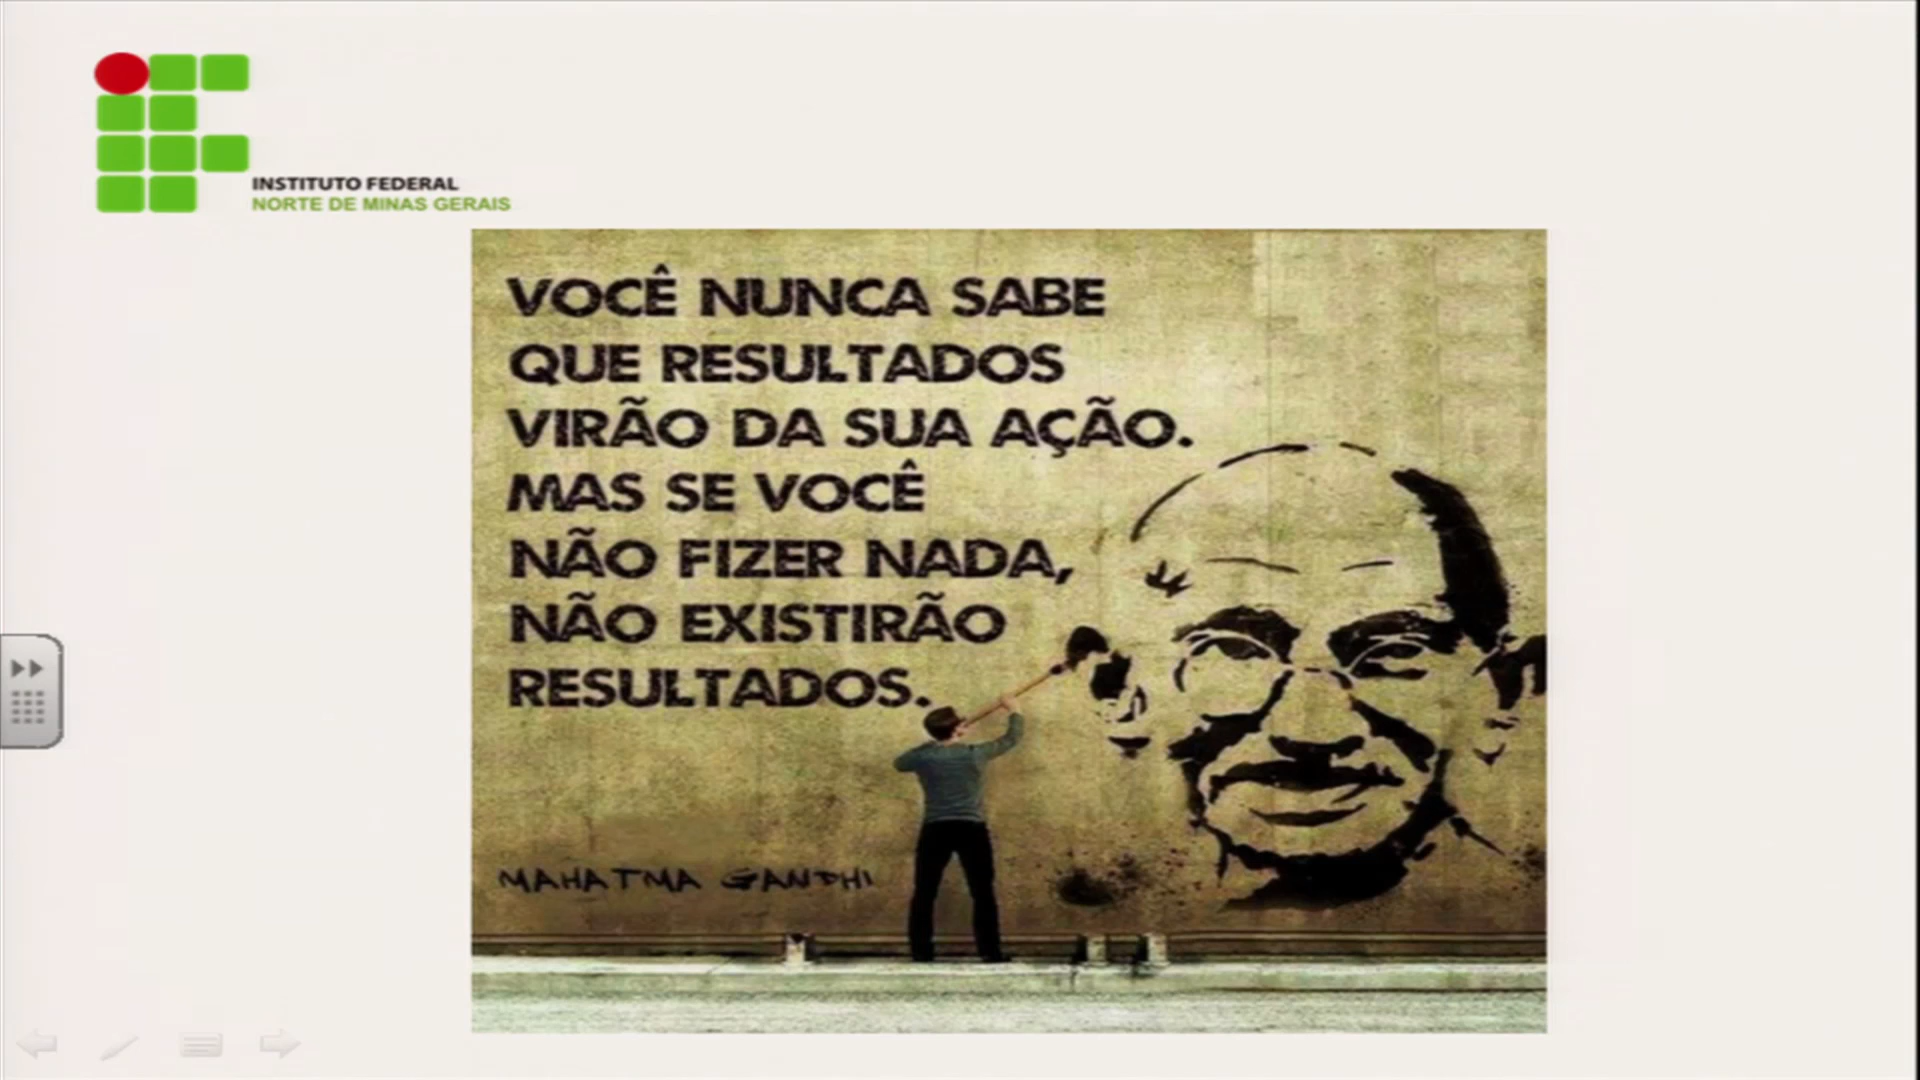 INSTITUTO FEDERAL
NORTE DE MINAS GERAIS
VOCÊ NUNCA SABE
QUE RESULTADOS
VIRÃO DA SUA AÇÃO.
MAS SE VOCÊ
NÃO FIZER NADA,
NÃO EXISTIRÃO
RESULTADOS.
MAHATMA GANDHI